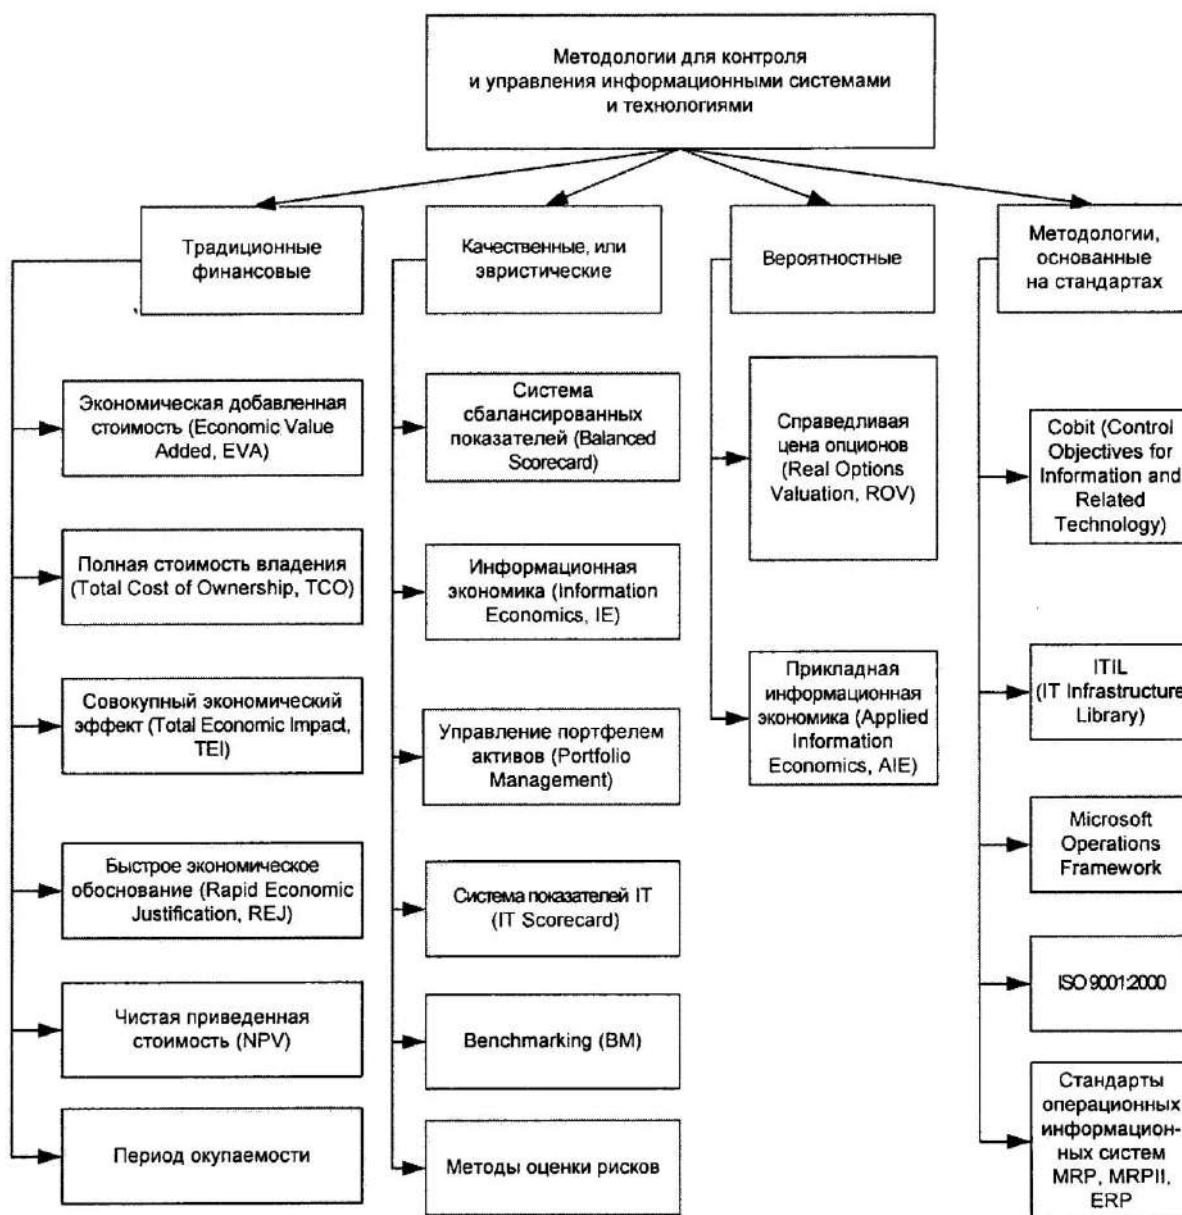 Методологии для контроля
и управления информационными системами
и технологиями
Традиционные
финансовые
Экономическая добавленная
стоимость (Economic Value
Added, EVA)
Полная стоимость владения
(Total Cost of Ownership, TCO)
Совокупный экономический
эффект (Total Economic Impact,
TEI)
Быстрое экономическое
обоснование (Rapid Economic
Justification, REJ)
Чистая приведенная
стоимость (NPV)
Период окупаемости
Качественные, или
эвристические
Система
сбалансированных
показателей (Balanced
Scorecard)
Информационная
экономика (Information
Economics, IE)
Управление портфелем
активов (Portfolio
Management)
Система показателей IT
(IT Scorecard)
Benchmarking (BM)
Методы оценки рисков
Вероятностные
Справедливая
цена опционов
(Real Options
Valuation, ROV)
Прикладная
информационная
экономика (Applied
Information
Economics, AIE)
Методологии,
основанные
на стандартах
Cobit (Control
Objectives for
Information and
Related
Technology)
ITIL
(IT Infrastructure
Library)
Microsoft
Operations
Framework
ISO 9001:2000
Стандарты
операционных
информацион-
ных систем
MRP, MRPII,
ERP